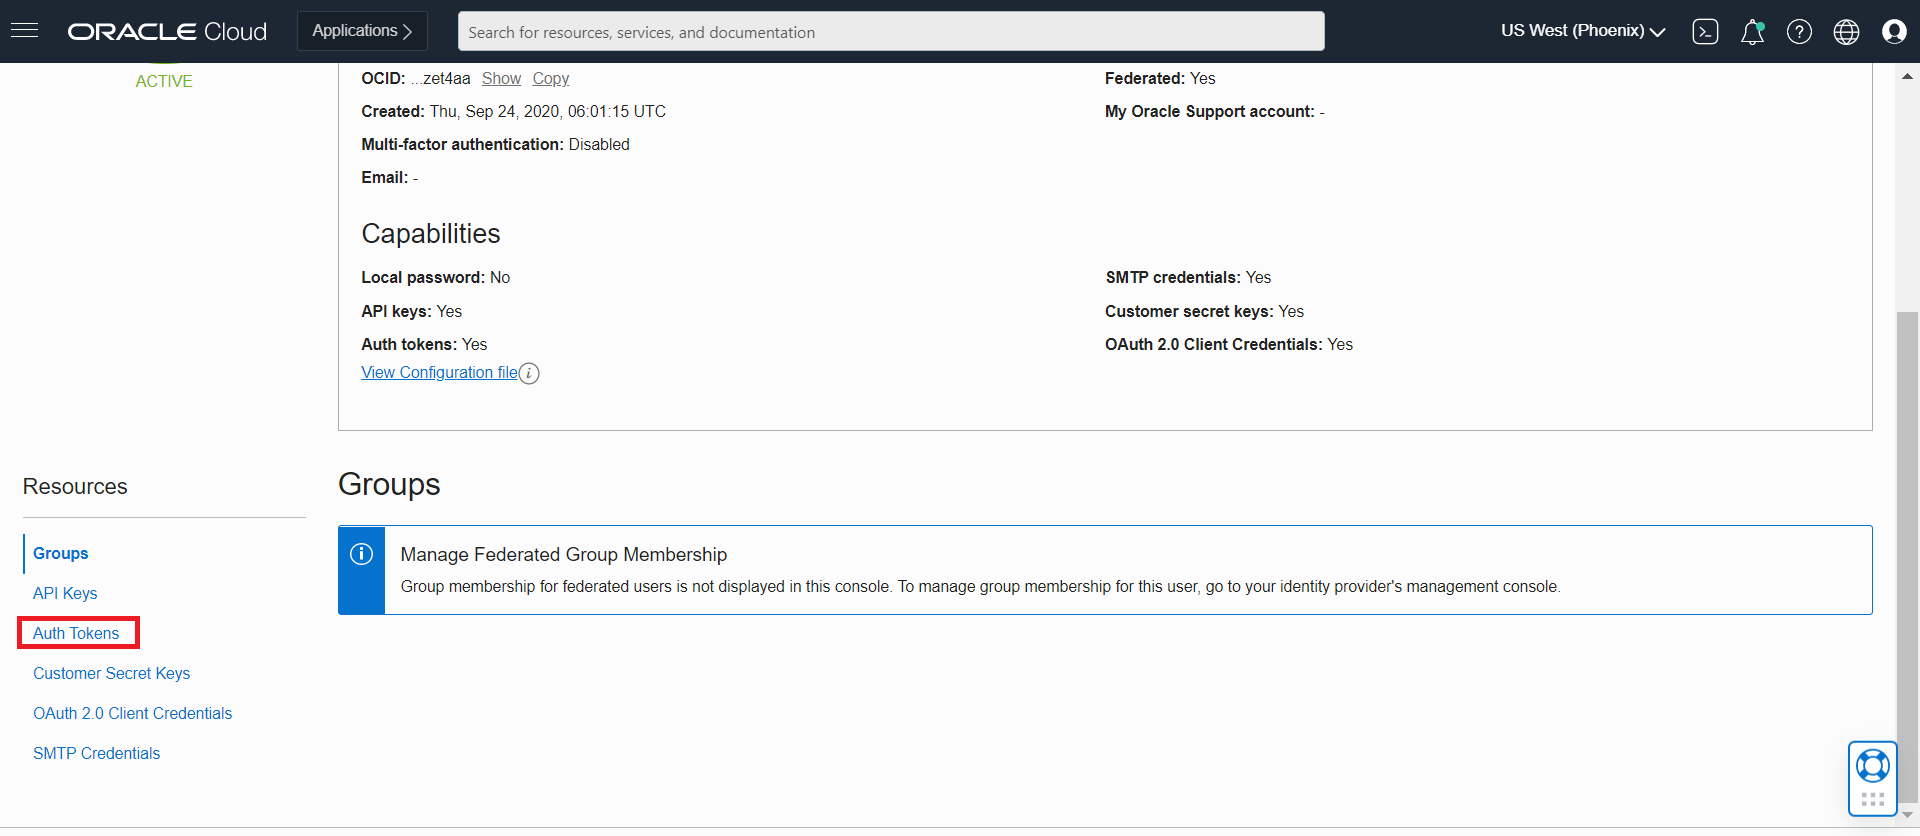 ORACLE Cloud
Applications
Search for resources, services, and documentation
US West (Phoenix)
ACTIVE
OCID: ...zet4aa Show Copy
Federated: Yes
Created: Thu, Sep 24, 2020, 06:01:15 UTC
My Oracle Support account: -
Multi-factor authentication: Disabled
Email: -
Capabilities
Local password: No
SMTP credentials: Yes
API keys: Yes
Customer secret keys: Yes
Auth tokens: Yes
OAuth 2.0 Client Credentials: Yes
View Configuration file
Resources
Groups
API Keys
Auth Tokens
Customer Secret Keys
OAuth 2.0 Client Credentials
SMTP Credentials
Groups
Manage Federated Group Membership
Group membership for federated users is not displayed in this console. To manage group membership for this user, go to your identity provider's management console.